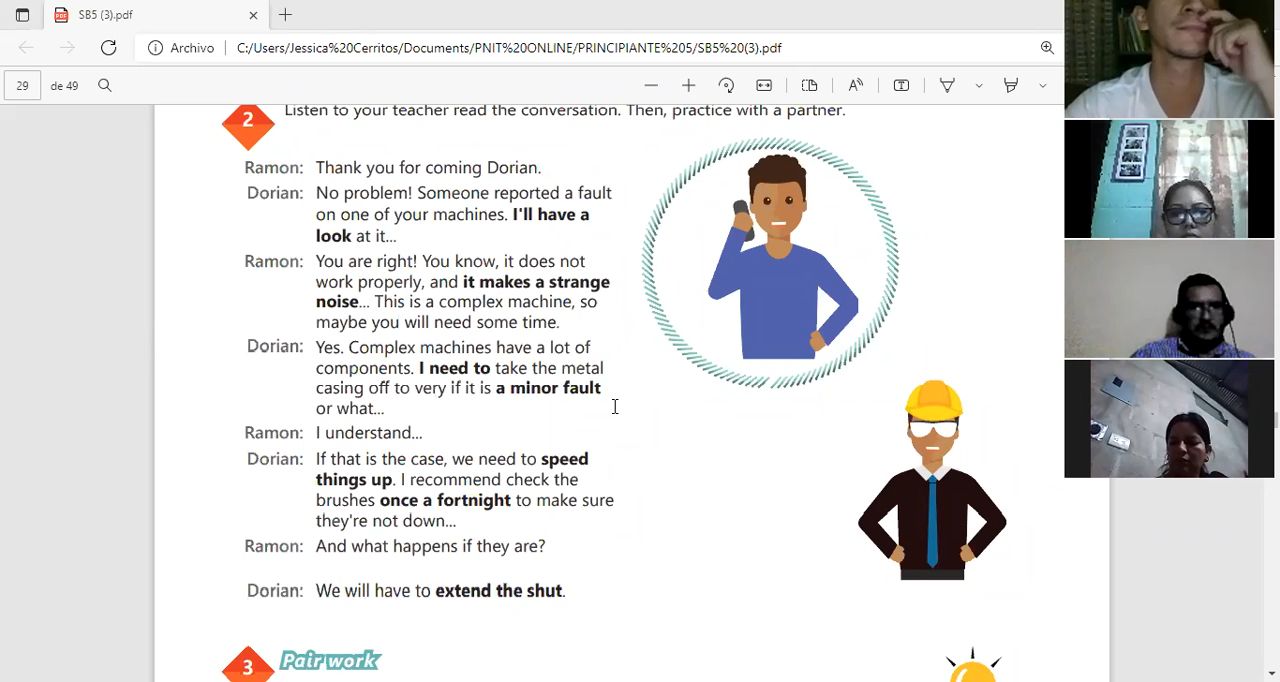 SB5 (3).pdf
Archivo C:/Users/Jessica%20Cerritos/Documents/PNIT%20ONLINE/PRINCIPIANTE%205/SB5%20(3).pdf
29 de 49
2 Listen to your teacher read the conversation. Then, practice with a partner.
Ramon: Thank you for coming Dorian.
Dorian: No problem! Someone reported a fault
on one of your machines. I'll have a
look at it...
Ramon: You are right! You know, it does not
work properly, and it makes a strange
noise... This is a complex machine, so
maybe you will need some time.
Dorian: Yes. Complex machines have a lot of
components. I need to take the metal
casing off to very if it is a minor fault
or what...
Ramon: I understand...
Dorian: If that is the case, we need to speed
things up. I recommend check the
brushes once a fortnight to make sure
they're not down...
Ramon: And what happens if they are?
Dorian: We will have to extend the shut.
3 Pair work